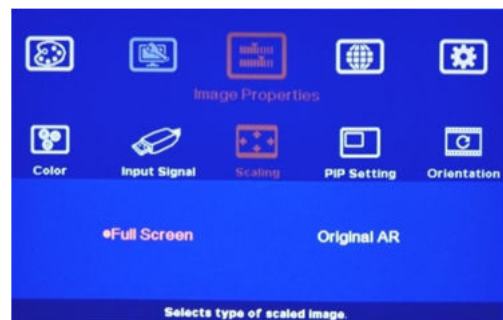 Image Properties
Color Input Signal Scaling PIP Setting Orientation
Full Screen Original AR
Selects type of scaled image.